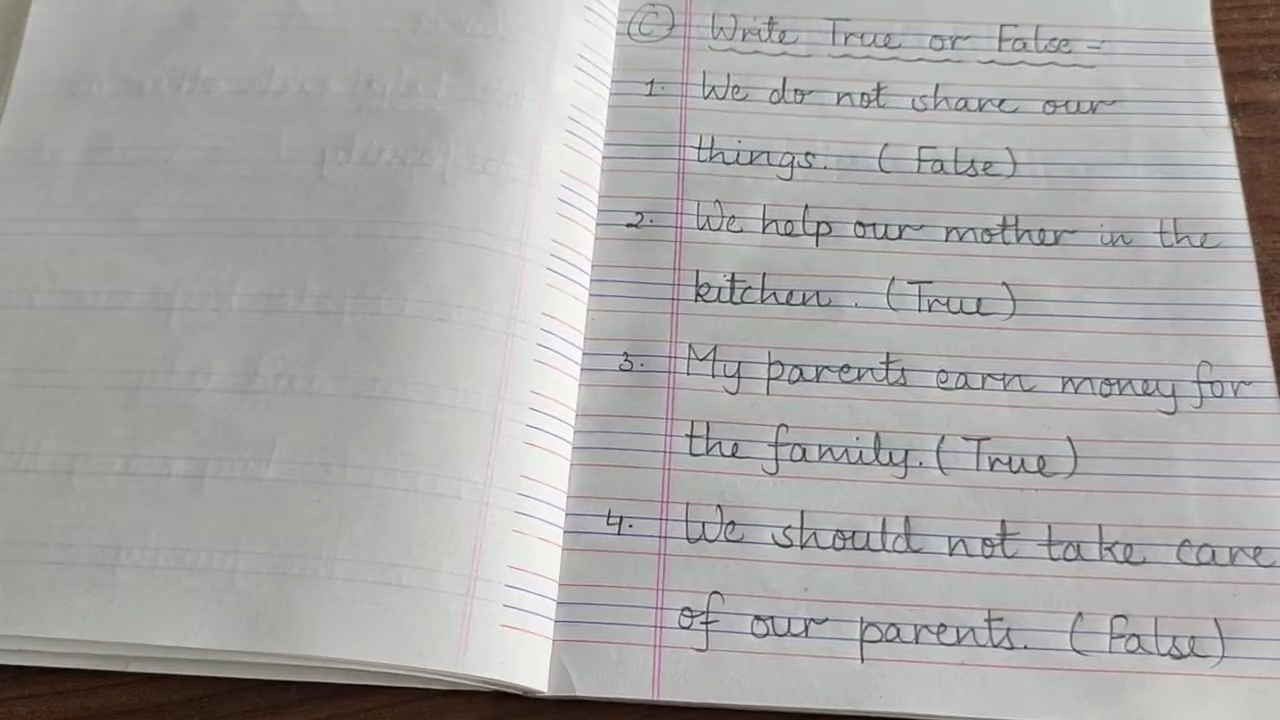 C Write True or False -
1. We do not share our
things. (False)
2. We help our mother in the
kitchen. (True)
3. My parents earn money for
the family. (True)
4. We should not take care
of our parents. (False)